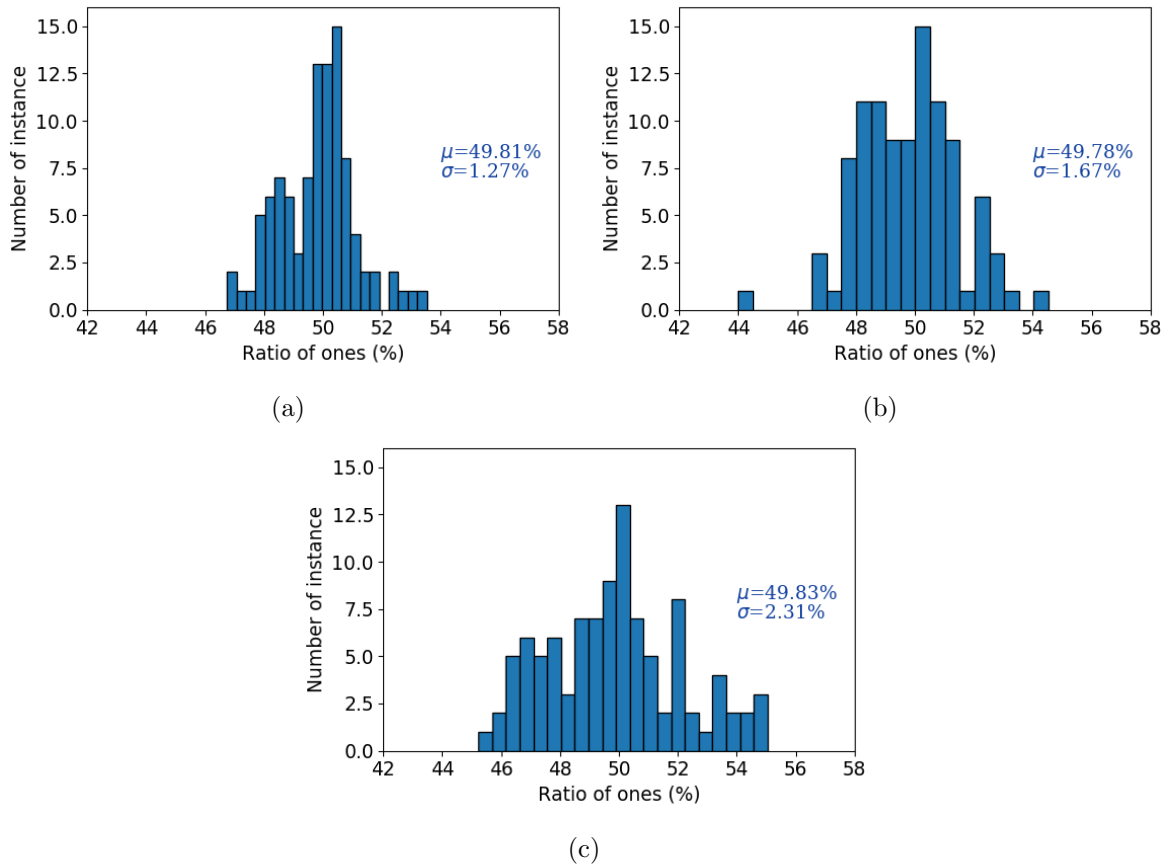 15.0
12.5
10.0
7.5
5.0
2.5
0.0
Number of instance
μ=49.81%
σ=1.27%
42 44 46 48 50 52 54 56 58
Ratio of ones (%)
(a)
15.0
12.5
10.0
7.5
5.0
2.5
0.0
Number of instance
μ=49.78%
σ=1.67%
42 44 46 48 50 52 54 56 58
Ratio of ones (%)
(b)
15.0
12.5
10.0
7.5
5.0
2.5
0.0
Number of instance
μ=49.83%
σ=2.31%
42 44 46 48 50 52 54 56 58
Ratio of ones (%)
(c)